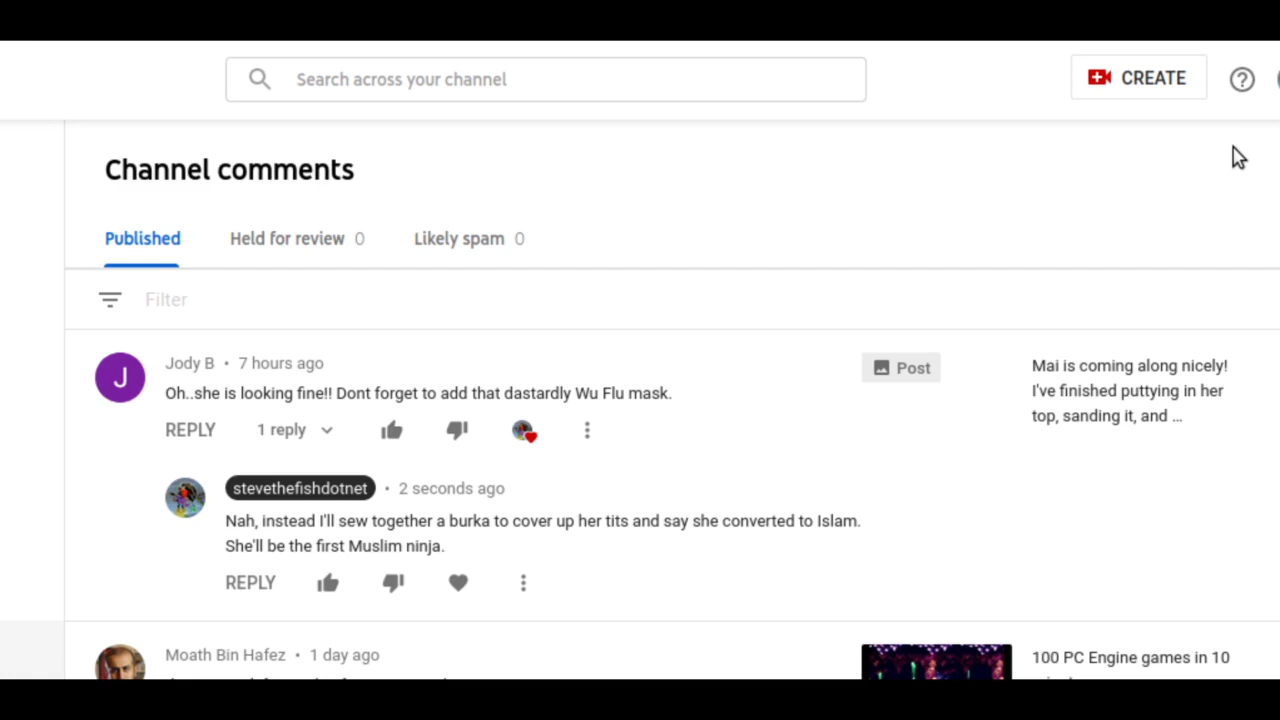 Search across your channel
CREATE
Channel comments
Published Held for review 0 Likely spam 0
Filter
J
Jody B • 7 hours ago
Oh..she is looking fine!! Dont forget to add that dastardly Wu Flu mask.
REPLY 1 reply
Post
Mai is coming along nicely!
I've finished puttying in her
top, sanding it, and ...
stevethefishdotnet • 2 seconds ago
Nah, instead I'll sew together a burka to cover up her tits and say she converted to Islam.
She'll be the first Muslim ninja.
REPLY
Moath Bin Hafez • 1 day ago
100 PC Engine games in 10